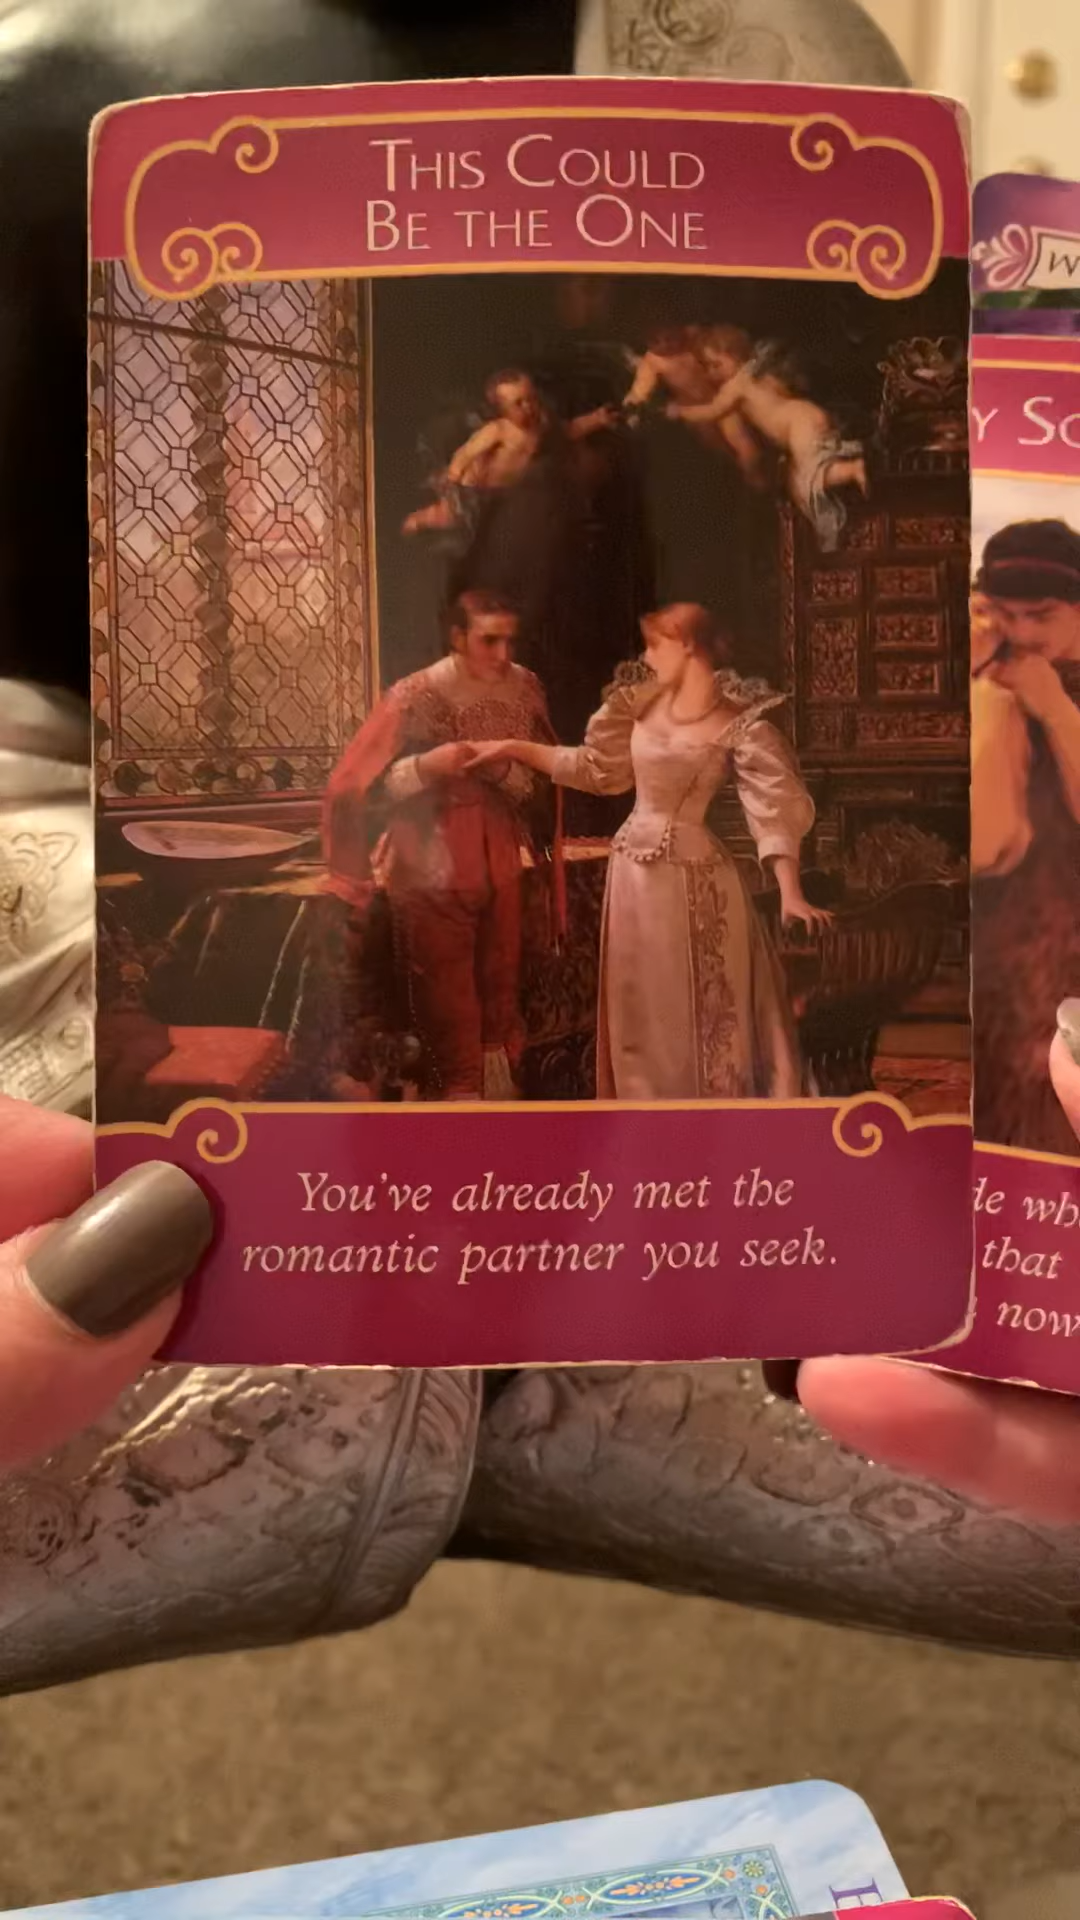 THIS COULD
BE THE ONE
You've already met the
romantic partner you seek.
that
now